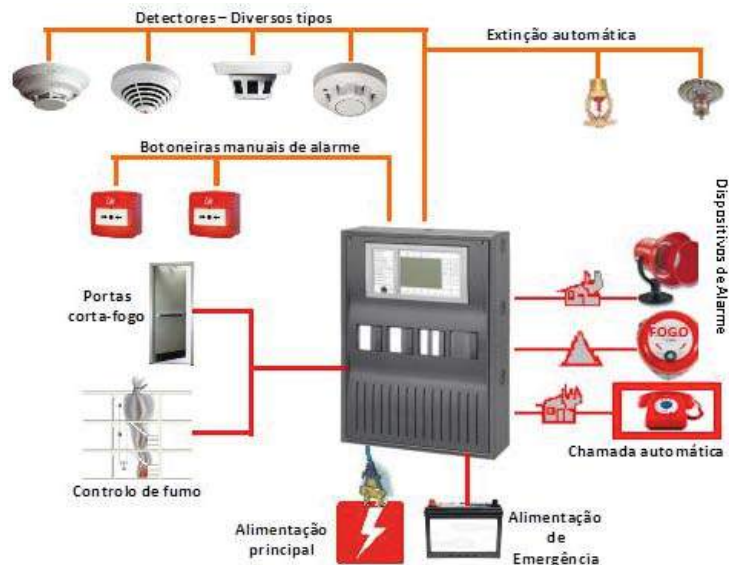 Detectores – Diversos tipos
Extinção automática
Botoneiras manuais de alarme
Dispositivos de Alarme
Portas
corta-fogo
FOGO
Chamada automática
Controlo de fumo
Alimentação
principal
Alimentação
de
Emergência